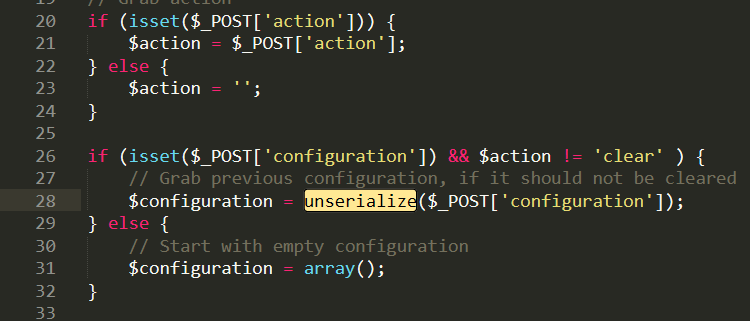 19 // Grab action
20 if (isset($_POST['action'])) {
21 $action = $_POST['action'];
22 } else {
23 $action = '';
24 }
25
26 if (isset($_POST['configuration']) && $action != 'clear' ) {
27 // Grab previous configuration, if it should not be cleared
28 $configuration = unserialize($_POST['configuration']);
29 } else {
30 // Start with empty configuration
31 $configuration = array();
32 }
33